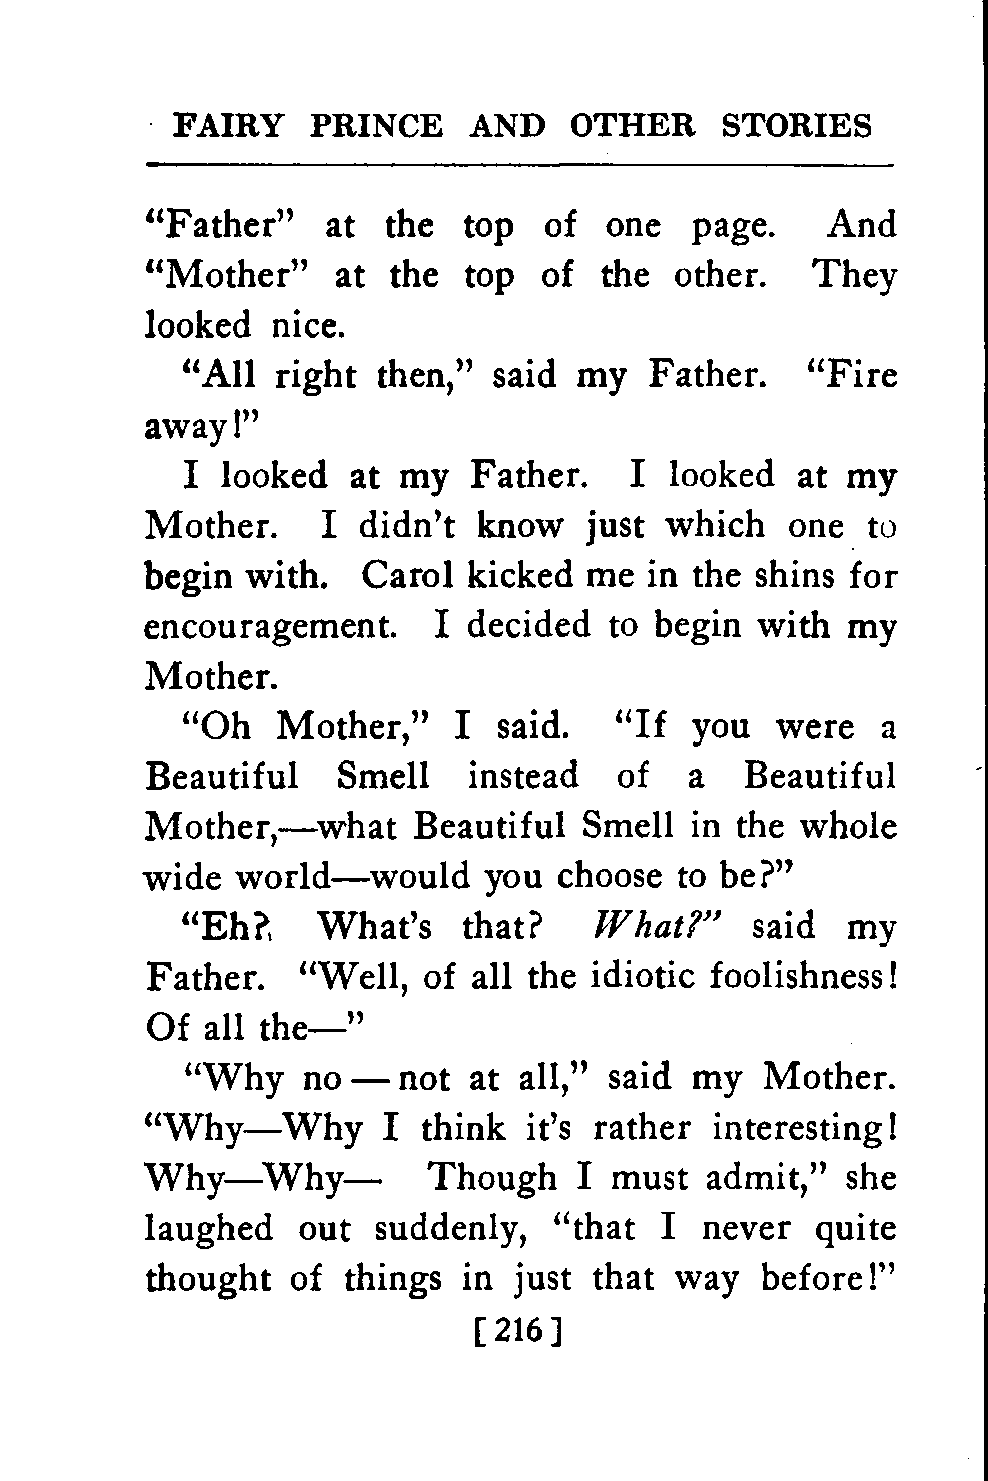 FAIRY PRINCE AND OTHER STORIES
“Father” at the top of one page. And
“Mother” at the top of the other. They
looked nice.
“All right then,” said my Father. “Fire
away!”
I looked at my Father. I looked at my
Mother. I didn’t know just which one to
begin with. Carol kicked me in the shins for
encouragement. I decided to begin with my
Mother.
“Oh Mother,” I said. “If you were a
Beautiful Smell instead of a Beautiful
Mother,—what Beautiful Smell in the whole
wide world—would you choose to be?”
“Eh? What’s that? What?” said my
Father. “Well, of all the idiotic foolishness!
Of all the—”
“Why no — not at all,” said my Mother.
“Why—Why I think it’s rather interesting!
Why—Why— Though I must admit,” she
laughed out suddenly, “that I never quite
thought of things in just that way before!”
[ 216 ]